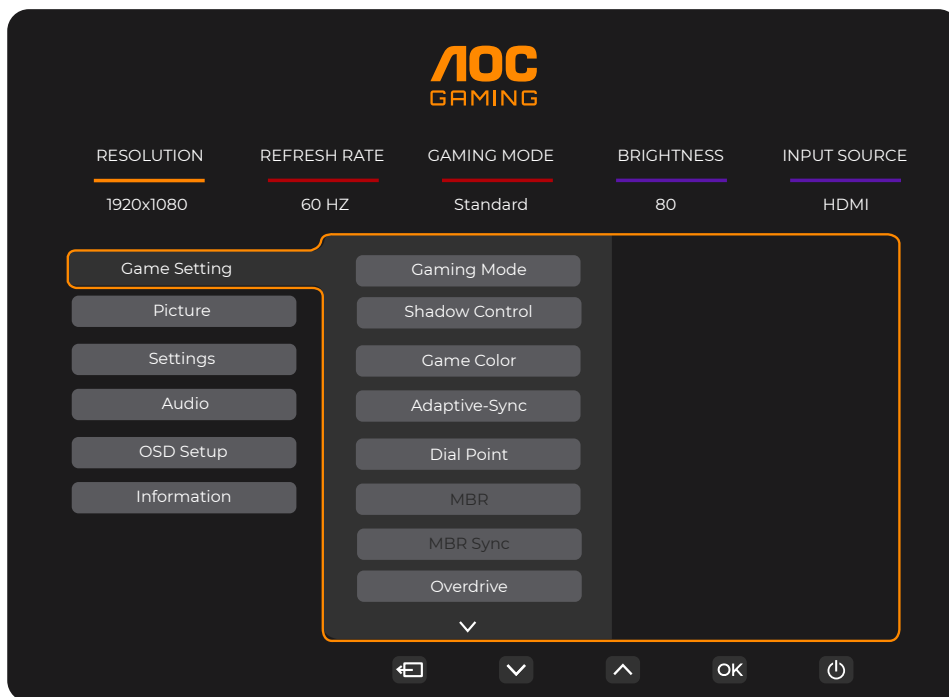 AOC
GAMING
RESOLUTION REFRESH RATE GAMING MODE BRIGHTNESS INPUT SOURCE
1920x1080 60 HZ Standard 80 HDMI
Game Setting
Picture
Settings
Audio
OSD Setup
Information
Gaming Mode
Shadow Control
Game Color
Adaptive-Sync
Dial Point
MBR
MBR Sync
Overdrive
OK